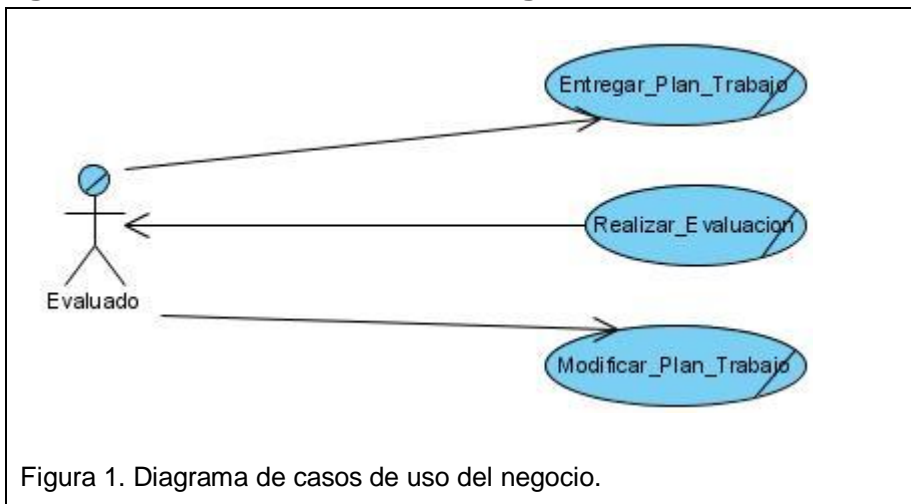 Entregar_Plan_Trabajo
Realizar_Evaluacion
Evaluado
Modificar_Plan_Trabajo
Figura 1. Diagrama de casos de uso del negocio.